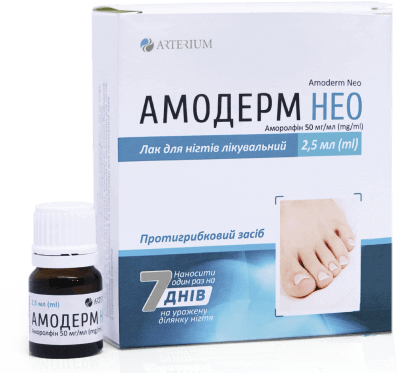 ARTERIUM
Amoderm Neo
АМОДЕРМ НЕО
Аморолфін 50 мг/мл (mg/ml)
Лак для нігтів лікувальний 2,5 мл (ml)
Протигрибковий засіб
7
Наносити
один раз на
ДНІВ
на уражену
ділянку нігтя
2,5 мл (ml)
АМОДЕРМ НЕО
Аморолфін 50 мг/мл (mg/ml)